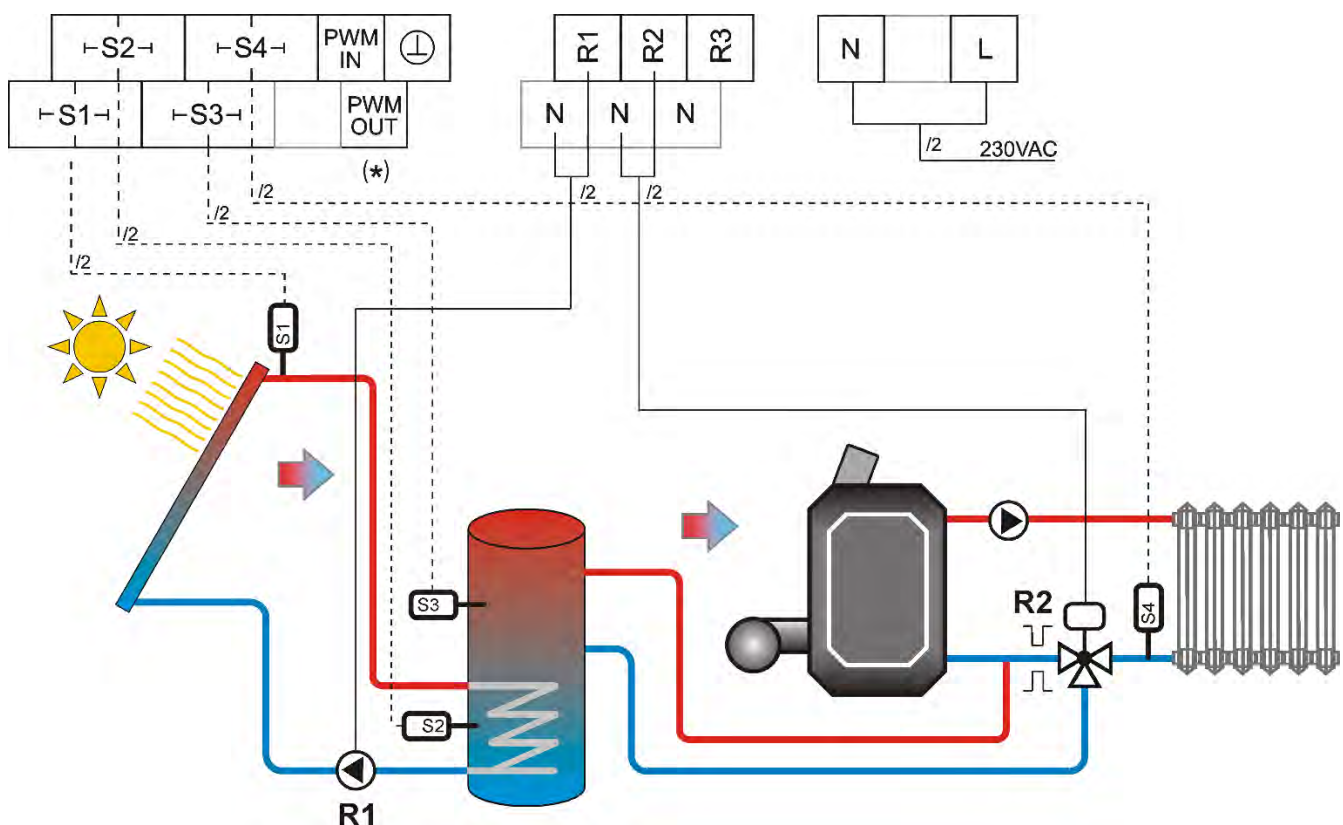 S2 S4 PWM IN
S1 S3 PWM OUT
(*)
R1 R2 R3
N N N
N L
/2 230VAC
/2
/2
/2
/2
/2
/2
S1
S3
S2
R1
R2
S4